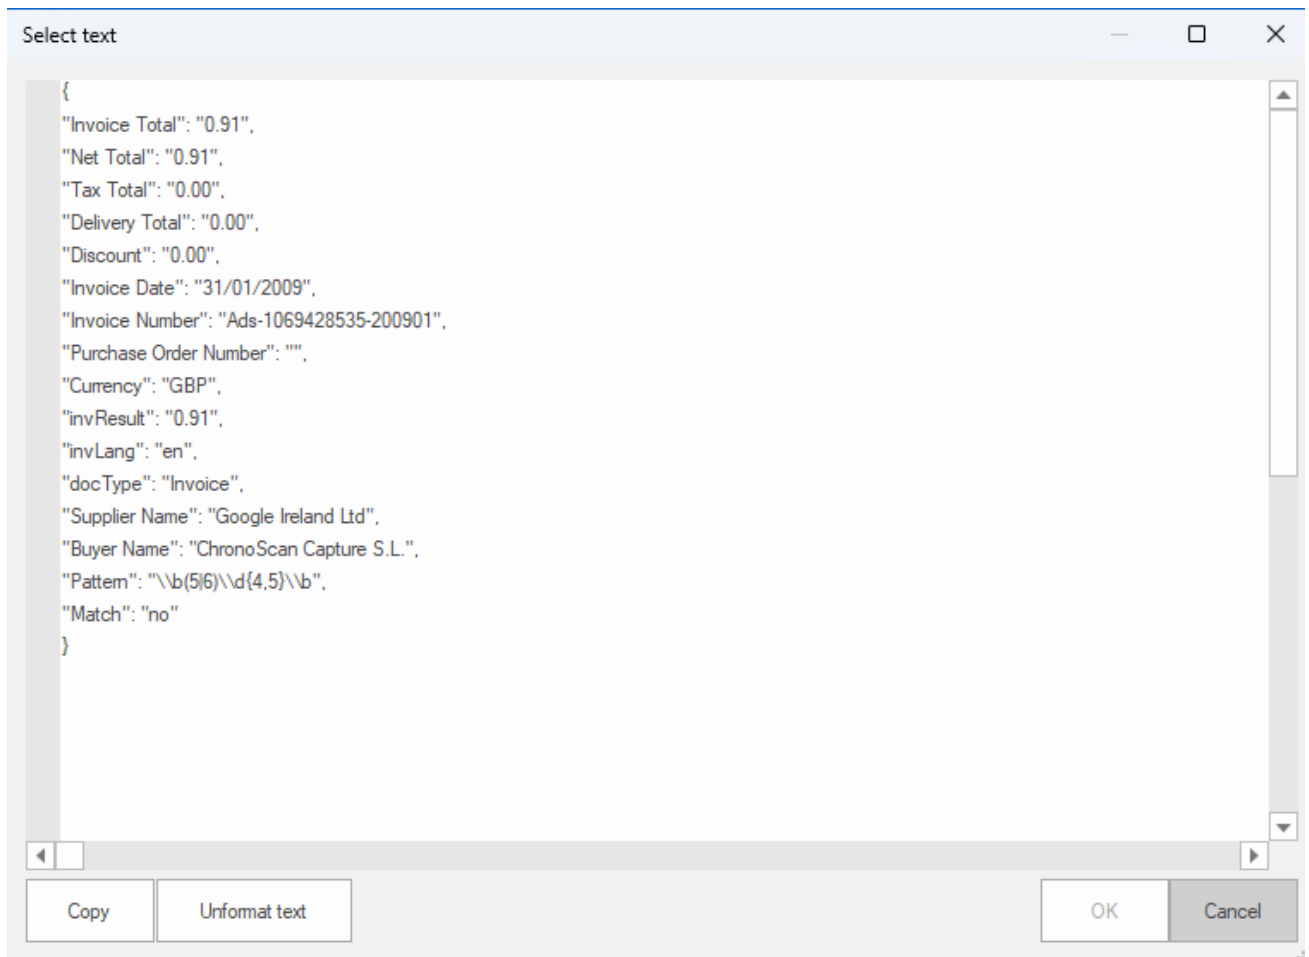 Select text
{
"Invoice Total": "0.91",
"Net Total": "0.91",
"Tax Total": "0.00",
"Delivery Total": "0.00",
"Discount": "0.00",
"Invoice Date": "31/01/2009",
"Invoice Number": "Ads-1069428535-200901",
"Purchase Order Number": "",
"Currency": "GBP",
"invResult": "0.91",
"invLang": "en",
"docType": "Invoice",
"Supplier Name": "Google Ireland Ltd",
"Buyer Name": "ChronoScan Capture S.L.",
"Pattern": "\\b(5|6)\\d{4,5}\\b",
"Match": "no"
}
Copy Unformat text OK Cancel